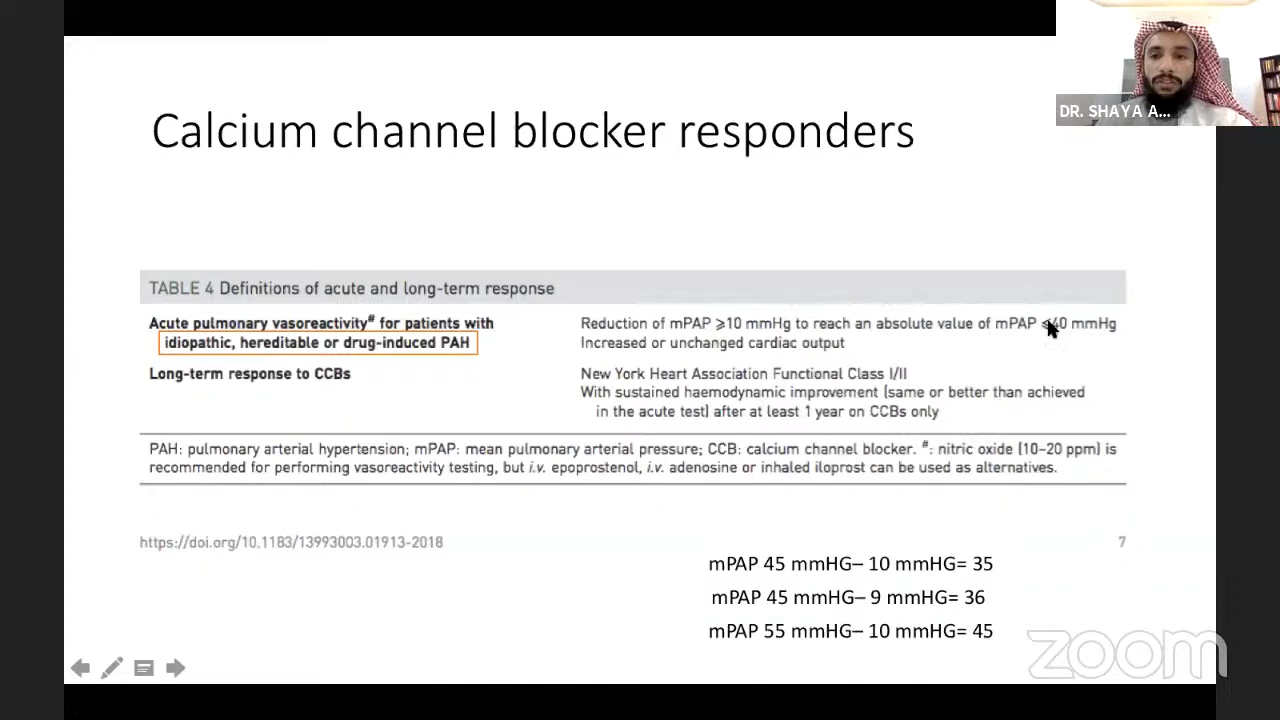 DR. SHAYA A...
Calcium channel blocker responders
TABLE 4 Definitions of acute and long-term response
Acute pulmonary vasoreactivity# for patients with
idiopathic, hereditable or drug-induced PAH
Reduction of mPAP ⩾10 mmHg to reach an absolute value of mPAP ⩽40 mmHg
Increased or unchanged cardiac output
Long-term response to CCBs
New York Heart Association Functional Class I/II
With sustained haemodynamic improvement (same or better than achieved
in the acute test) after at least 1 year on CCBs only
PAH: pulmonary arterial hypertension; mPAP: mean pulmonary arterial pressure; CCB: calcium channel blocker. #: nitric oxide (10–20 ppm) is
recommended for performing vasoreactivity testing, but i.v. epoprostenol, i.v. adenosine or inhaled iloprost can be used as alternatives.
https://doi.org/10.1183/13993003.01913-2018
7
mPAP 45 mmHG– 10 mmHG= 35
mPAP 45 mmHG– 9 mmHG= 36
mPAP 55 mmHG– 10 mmHG= 45
zoom